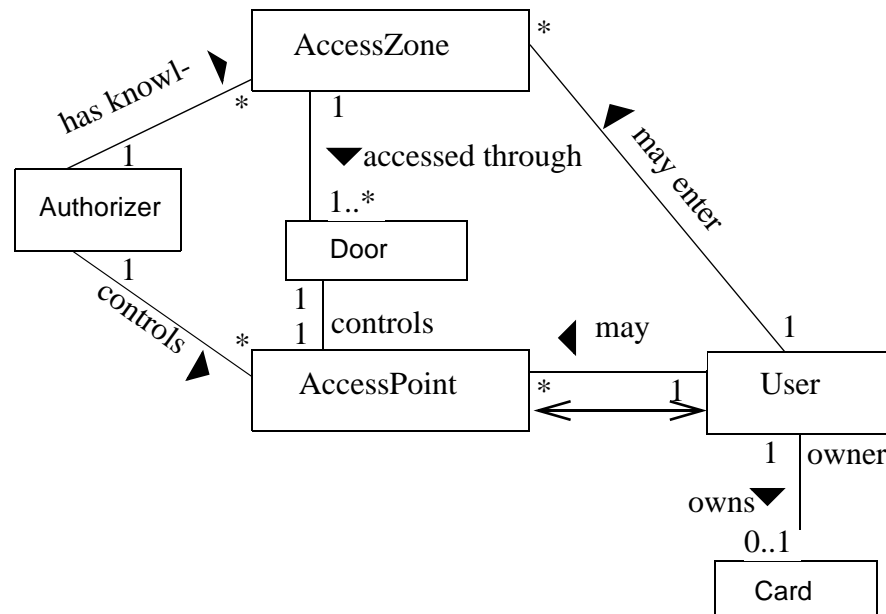 AccessZone
*
has knowl-
*
1
1
accessed through
may enter
Authorizer
1..*
Door
1
1
controls
controls
*
1
may
1
AccessPoint
*
1
User
1
owner
owns
0..1
Card